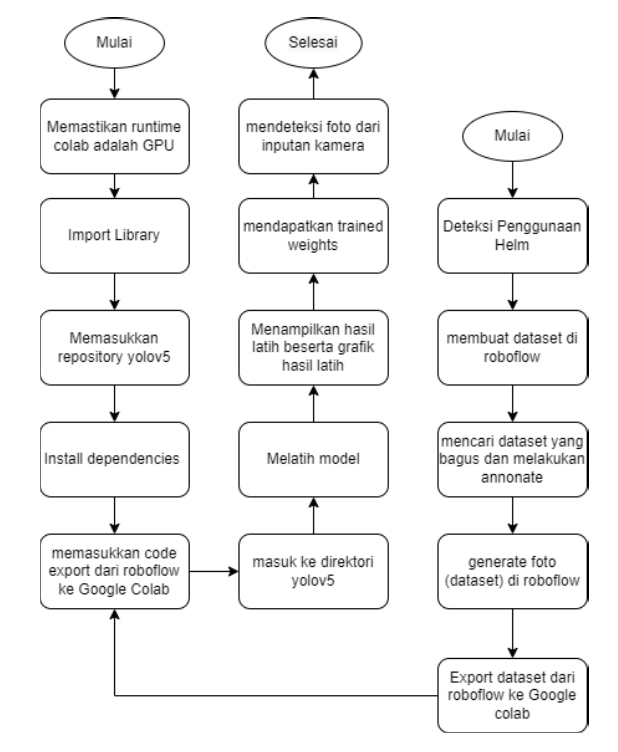 Mulai
Memastikan runtime
colab adalah GPU
Import Library
Memasukkan
repository yolov5
Install dependencies
memasukkan code
export dari roboflow
ke Google Colab
masuk ke direktori
yolov5
Melatih model
Menampilkan hasil
latih beserta grafik
hasil latih
mendapatkan trained
weights
mendeteksi foto dari
inputan kamera
Selesai
Mulai
Deteksi Penggunaan
Helm
membuat dataset di
roboflow
mencari dataset yang
bagus dan melakukan
annonate
generate foto
(dataset) di roboflow
Export dataset dari
roboflow ke Google
colab